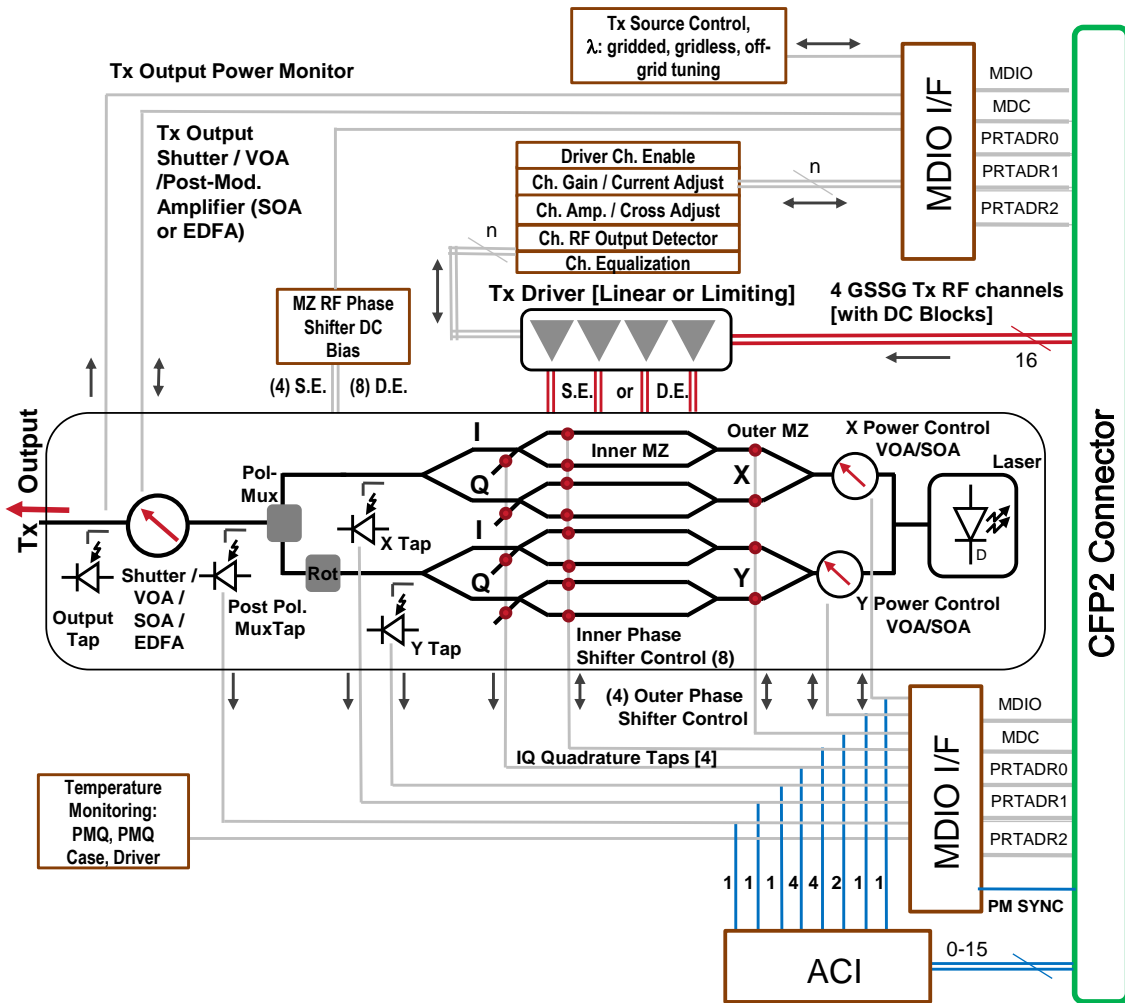 Tx Source Control,
λ: gridded, gridless, off-
grid tuning
Tx Output Power Monitor
MDIO I/F
MDIO
MDC
PRTADR0
PRTADR1
PRTADR2
Tx Output
Shutter / VOA
/Post-Mod.
Amplifier (SOA
or EDFA)
Driver Ch. Enable
Ch. Gain / Current Adjust
Ch. Amp. / Cross Adjust
Ch. RF Output Detector
Ch. Equalization
n
n
MZ RF Phase
Shifter DC
Bias
Tx Driver [Linear or Limiting]
4 GSSG Tx RF channels
[with DC Blocks]
16
(4) S.E.
(8) D.E.
S.E. or D.E.
CFP2 Connector
Tx Output
Pol-
Mux
I
Q
I
Q
Inner MZ
Outer MZ
X
Y
X Power Control
VOA/SOA
Laser
D
Y Power Control
VOA/SOA
X Tap
Rot
Output
Tap
Shutter /
VOA /
SOA /
EDFA
Post Pol.
MuxTap
Y Tap
Inner Phase
Shifter Control (8)
(4) Outer Phase
Shifter Control
IQ Quadrature Taps [4]
Temperature
Monitoring:
PMQ, PMQ
Case, Driver
MDIO I/F
MDIO
MDC
PRTADR0
PRTADR1
PRTADR2
PM SYNC
1 1 1 4 4 2 1 1
ACI
0-15